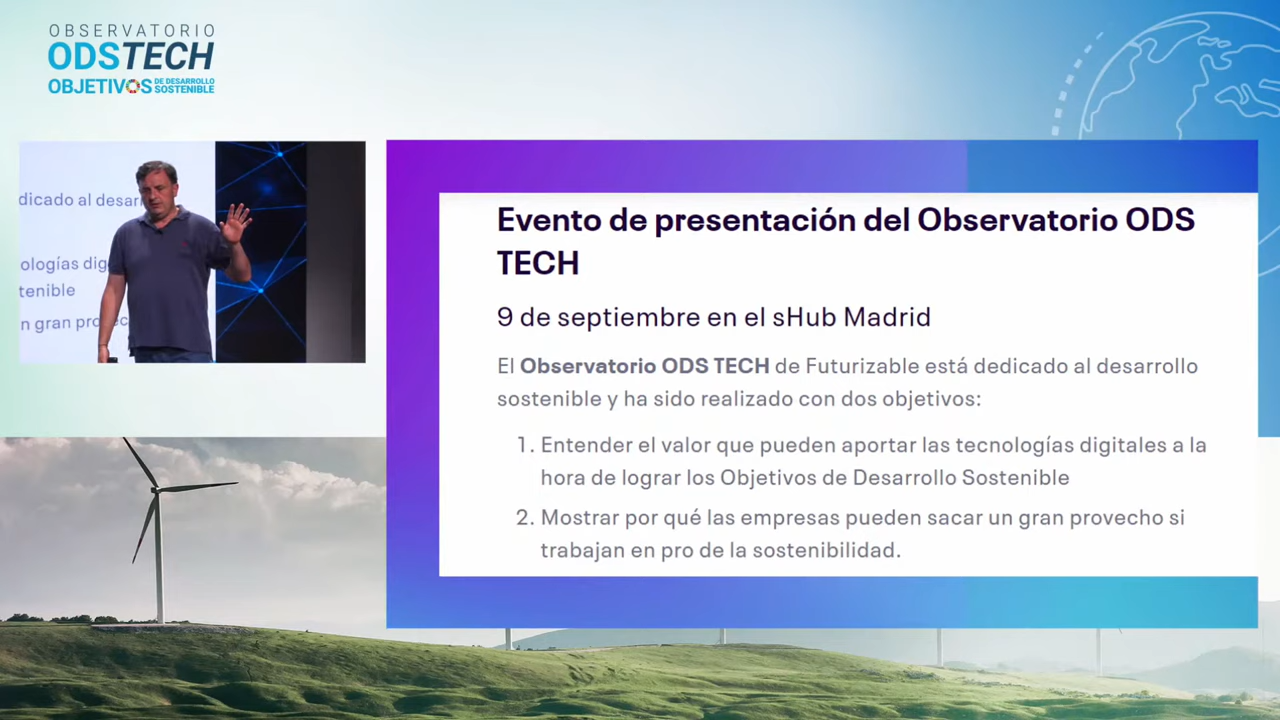 OBSERVATORIO
ODSTECH
OBJETIVOS DE DESARROLLO
SOSTENIBLE
dicado al desar
ologías dig
tenible
n gran provec
Evento de presentación del Observatorio ODS
TECH
9 de septiembre en el sHub Madrid
El Observatorio ODS TECH de Futurizable está dedicado al desarrollo
sostenible y ha sido realizado con dos objetivos:
1. Entender el valor que pueden aportar las tecnologías digitales a la
hora de lograr los Objetivos de Desarrollo Sostenible
2. Mostrar por qué las empresas pueden sacar un gran provecho si
trabajan en pro de la sostenibilidad.